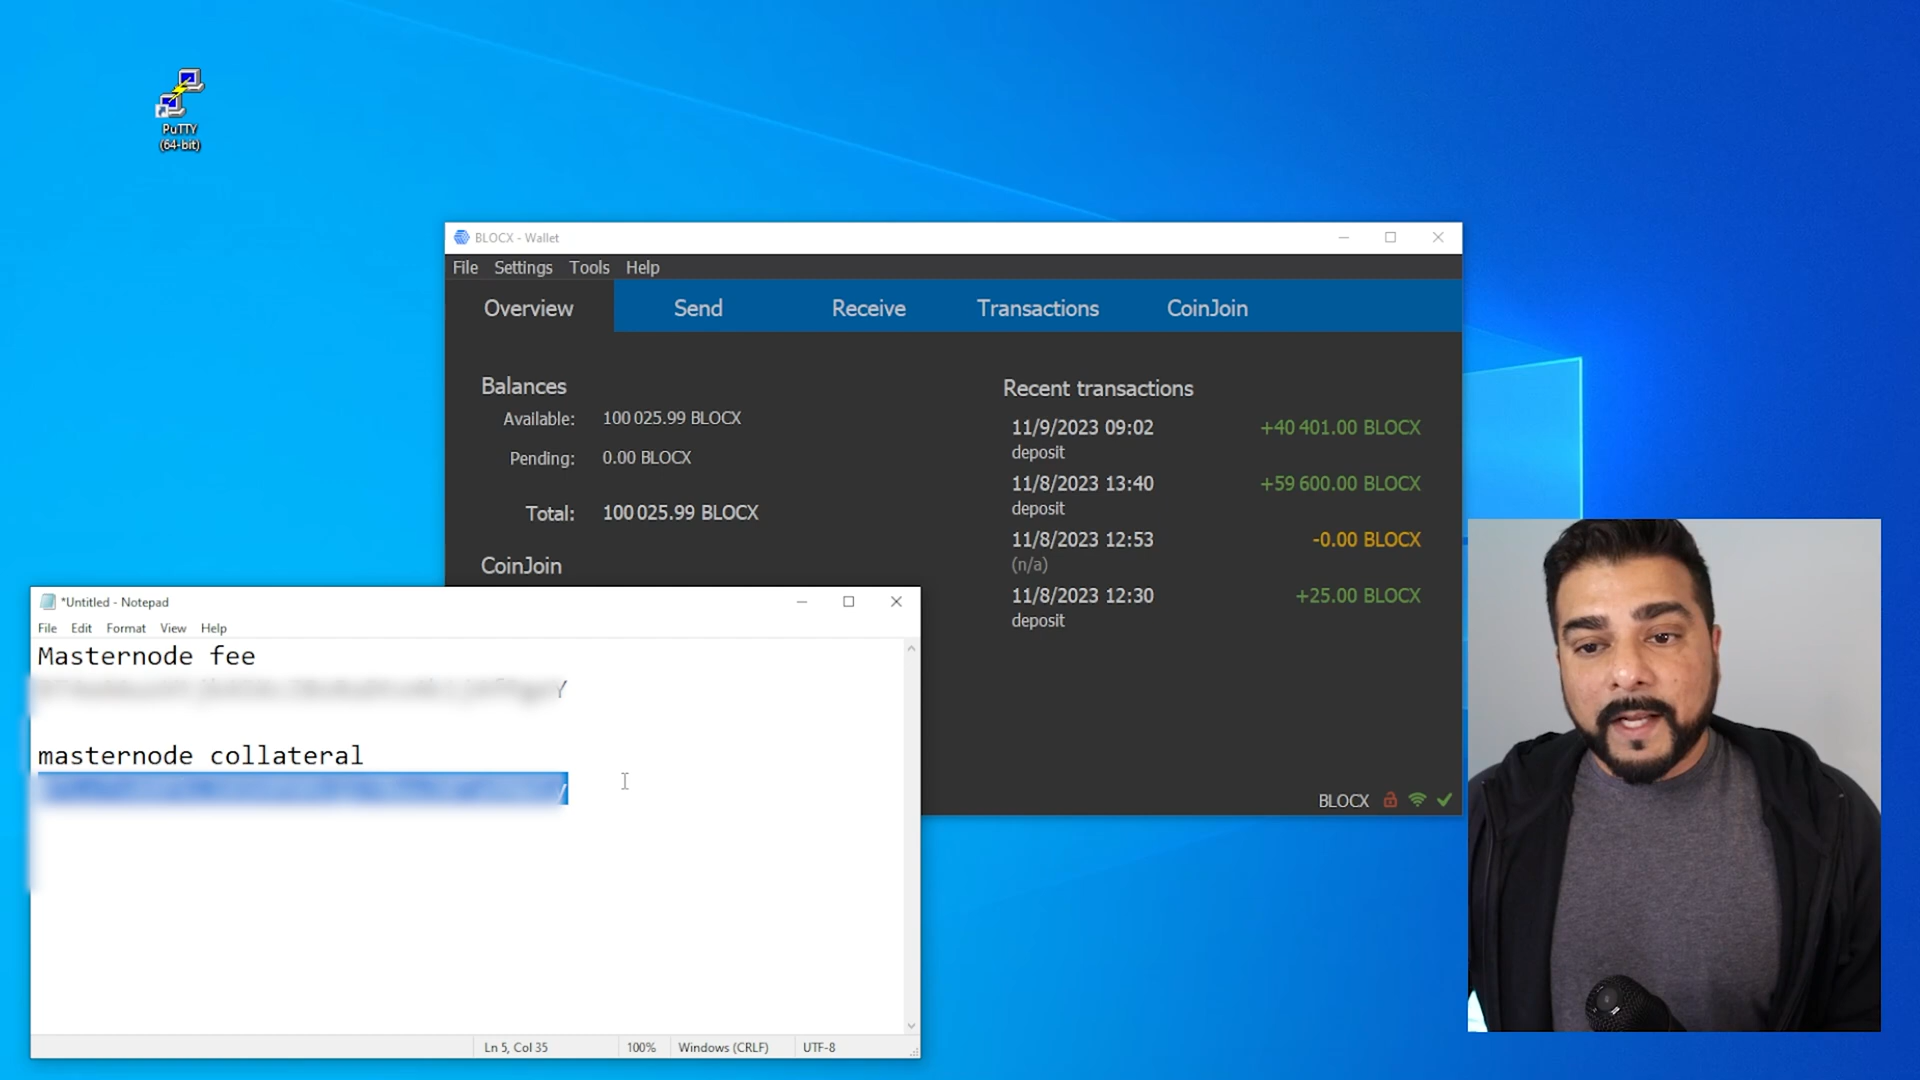 PuTTY
(64-bit)
BLOCX - Wallet
File Settings Tools Help
Overview Send Receive Transactions CoinJoin
Balances
Available: 100 025.99 BLOCX
Pending: 0.00 BLOCX
Total: 100 025.99 BLOCX
CoinJoin
Recent transactions
11/9/2023 09:02 +40 401.00 BLOCX
deposit
11/8/2023 13:40 +59 600.00 BLOCX
deposit
11/8/2023 12:53 -0.00 BLOCX
(n/a)
11/8/2023 12:30 +25.00 BLOCX
deposit
BLOCX
*Untitled - Notepad
File Edit Format View Help
Masternode fee
masternode collateral
Ln 5, Col 35 100% Windows (CRLF) UTF-8